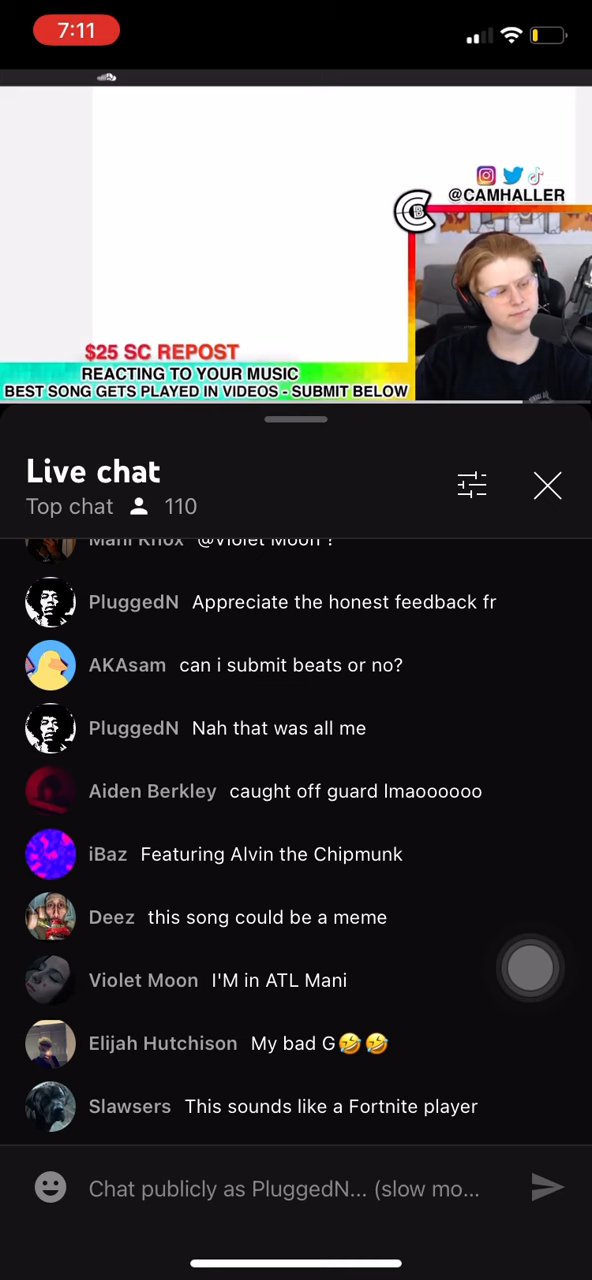 7:11
@CAMHALLER
$25 SC REPOST
REACTING TO YOUR MUSIC
BEST SONG GETS PLAYED IN VIDEOS - SUBMIT BELOW
Live chat
Top chat 110
Mani Knox @Violet Moon ?
PluggedN Appreciate the honest feedback fr
AKAsam can i submit beats or no?
PluggedN Nah that was all me
Aiden Berkley caught off guard lmaoooooo
iBaz Featuring Alvin the Chipmunk
Deez this song could be a meme
Violet Moon I'M in ATL Mani
Elijah Hutchison My bad G🤣🤣
Slawsers This sounds like a Fortnite player
Chat publicly as PluggedN... (slow mo...